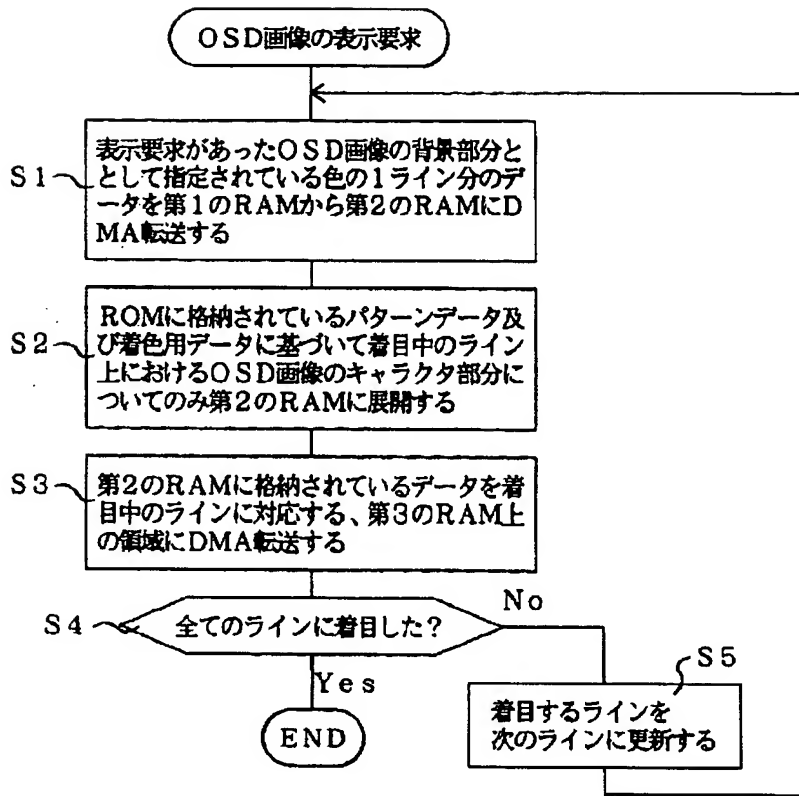 OSD画像の表示要求
S1
表示要求があったOSD画像の背景部分と
として指定されている色の1ライン分のデ
ータを第1のRAMから第2のRAMにD
MA転送する
S2
ROMに格納されているパターンデータ及
び着色用データに基づいて着目中のライン
上におけるOSD画像のキャラクタ部分に
ついてのみ第2のRAMに展開する
S3
第2のRAMに格納されているデータを着
目中のラインに対応する、第3のRAM上
の領域にDMA転送する
S4
全てのラインに着目した?
No
Yes
S5
着目するラインを
次のラインに更新する
END